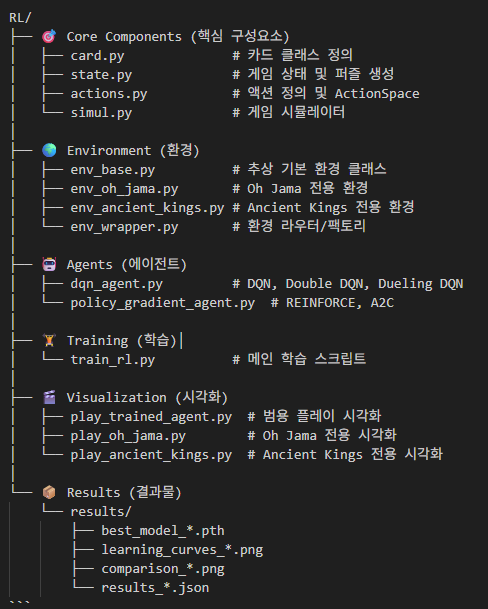 RL/
├── 🎯 Core Components (핵심 구성요소)
│   ├── card.py              # 카드 클래스 정의
│   ├── state.py             # 게임 상태 및 퍼즐 생성
│   ├── actions.py           # 액션 정의 및 ActionSpace
│   └── simul.py             # 게임 시뮬레이터
│
├── 🌍 Environment (환경)
│   ├── env_base.py          # 추상 기본 환경 클래스
│   ├── env_oh_jama.py       # Oh Jama 전용 환경
│   ├── env_ancient_kings.py # Ancient Kings 전용 환경
│   └── env_wrapper.py       # 환경 라우터/팩토리
│
├── 🤖 Agents (에이전트)
│   ├── dqn_agent.py         # DQN, Double DQN, Dueling DQN
│   └── policy_gradient_agent.py  # REINFORCE, A2C
│
├── 🏋️ Training (학습)
│   └── train_rl.py          # 메인 학습 스크립트
│
├── 🎬 Visualization (시각화)
│   ├── play_trained_agent.py  # 범용 플레이 시각화
│   ├── play_oh_jama.py        # Oh Jama 전용 시각화
│   └── play_ancient_kings.py  # Ancient Kings 전용 시각화
│
└── 📦 Results (결과물)
    └── results/
        ├── best_model_*.pth
        ├── learning_curves_*.png
        ├── comparison_*.png
        └── results_*.json
```